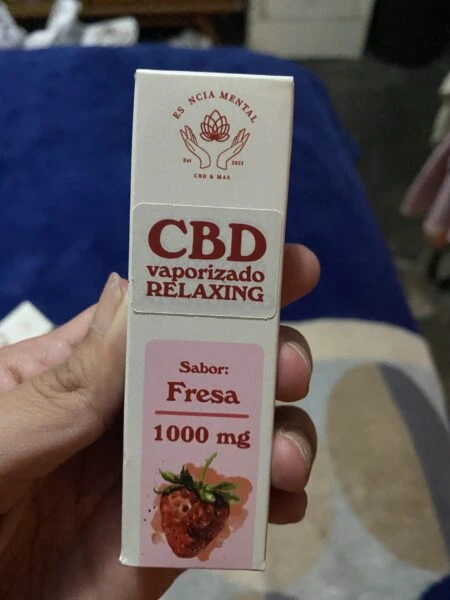 ES NCIA MENTAL
Est 2021
CBD & MAS
CBD
vaporizado
RELAXING
Sabor:
Fresa
1000 mg